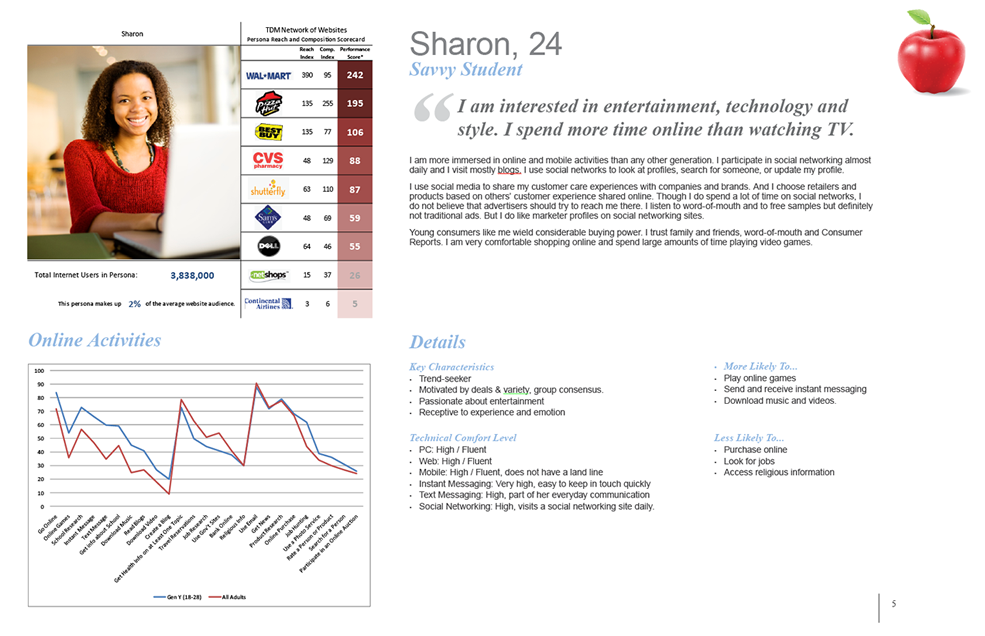 Sharon
TDM Network of Websites
Persona Reach and Composition Scorecard
Reach Index
Comp. Index
Performance Score*
WAL★MART 390 95 242
Pizza Hut 135 255 195
BEST BUY 135 77 106
CVS pharmacy 48 129 88
shutterfly 63 110 87
Sam's 48 69 59
DELL 64 46 55
netshops 15 37 26
Continental Airlines 3 6 5
Total Internet Users in Persona: 3,838,000
This persona makes up 2% of the average website audience.
Sharon, 24
Savvy Student
“ I am interested in entertainment, technology and
style. I spend more time online than watching TV.
I am more immersed in online and mobile activities than any other generation. I participate in social networking almost
daily and I visit mostly blogs. I use social networks to look at profiles, search for someone, or update my profile.
I use social media to share my customer care experiences with companies and brands. And I choose retailers and
products based on others' customer experience shared online. Though I do spend a lot of time on social networks, I
do not believe that advertisers should try to reach me there. I listen to word-of-mouth and to free samples but definitely
not traditional ads. But I do like marketer profiles on social networking sites.
Young consumers like me wield considerable buying power. I trust family and friends, word-of-mouth and Consumer
Reports. I am very comfortable shopping online and spend large amounts of time playing video games.
Online Activities
100
90
80
70
60
50
40
30
20
10
0
Go Online
Online Games
School Research
Instant Message
Text Message
Get info about School
Download Music
Read Blogs
Download Video
Create a Blog
Get Health Info on at Least One Topic
Travel Reservations
Job Research
Use Gov't Sites
Bank Online
Religious Info
Use Email
Get News
Product Research
Online Purchase
Job Hunting
Use a Photo Service
Rate a Person or Product
Search for a Person
Participate in an Online Auction
Gen Y (18-28)
All Adults
Details
Key Characteristics
• Trend-seeker
• Motivated by deals & variety, group consensus.
• Passionate about entertainment
• Receptive to experience and emotion
Technical Comfort Level
• PC: High / Fluent
• Web: High / Fluent
• Mobile: High / Fluent, does not have a land line
• Instant Messaging: Very high, easy to keep in touch quickly
• Text Messaging: High, part of her everyday communication
• Social Networking: High, visits a social networking site daily.
• More Likely To...
• Play online games
• Send and receive instant messaging
• Download music and videos.
Less Likely To...
• Purchase online
• Look for jobs
• Access religious information
5